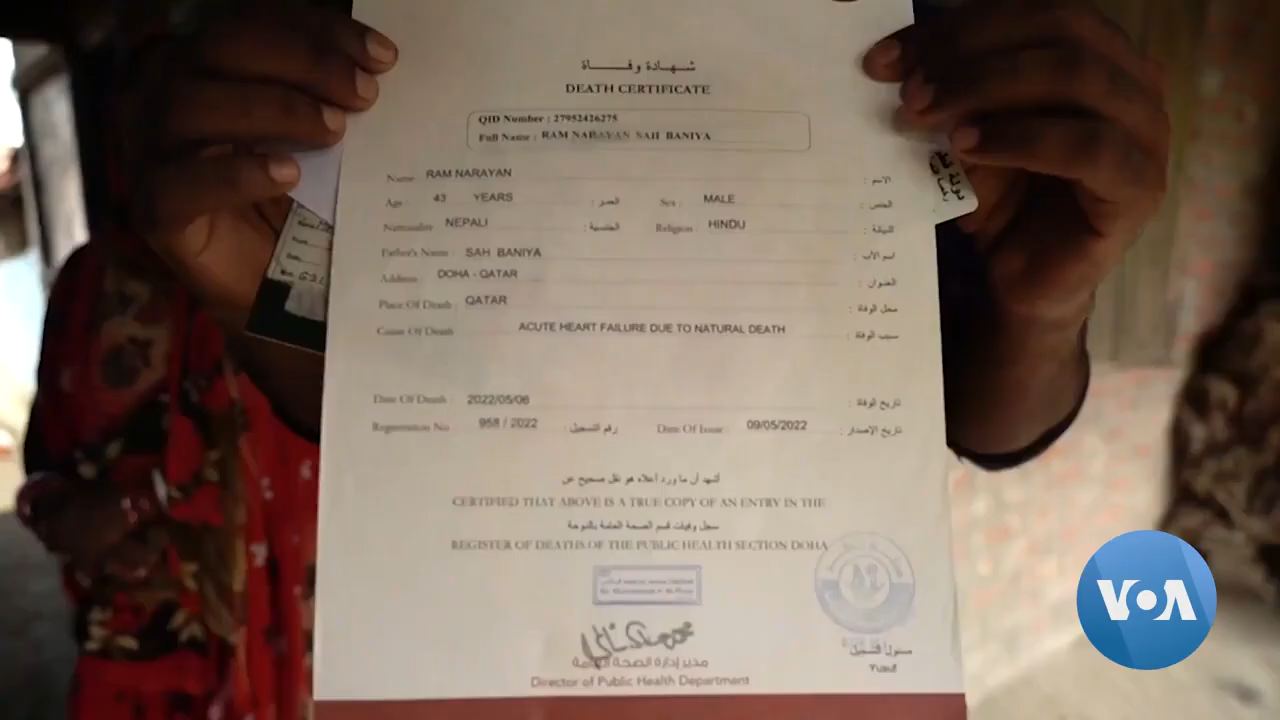 شهادة وفاة
DEATH CERTIFICATE
QID Number : 27952426275
Full Name : RAM NARAYAN SAH BANIYA
Name : RAM NARAYAN الاسم :
Age : 43 YEARS العمر : Sex : MALE الجنس :
Nationality NEPALI الجنسية : Religion HINDU الديانة :
Father's Name : SAH BANIYA اسم الأب :
Address : DOHA - QATAR العنوان :
Place Of Death : QATAR محل الوفاة :
Cause Of Death ACUTE HEART FAILURE DUE TO NATURAL DEATH سبب الوفاة :
Date Of Death : 2022/05/06 تاريخ الوفاة :
Registration No 958 / 2022 رقم التسجيل : Date Of Issue : 09/05/2022 تاريخ الإصدار :
أشهد أن ما ورد أعلاه هو نقل صحيح عن
CERTIFIED THAT ABOVE IS A TRUE COPY OF AN ENTRY IN THE
سجل وفيات قسم الصحة العامة بالدوحة
REGISTER OF DEATHS OF THE PUBLIC HEALTH SECTION DOHA
مدير إدارة الصحة العامة
Director of Public Health Department
مسئول التسجيل
Yusuf
دولة قطر
VOA